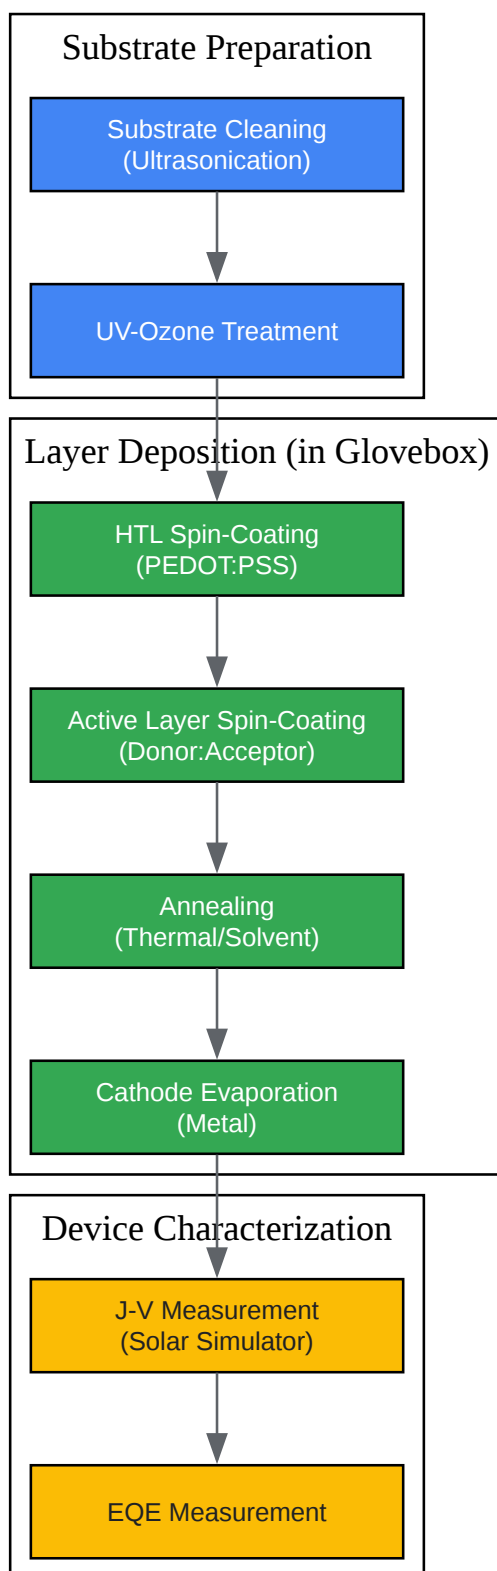 Substrate Preparation
Substrate Cleaning
(Ultrasonication)
UV-Ozone Treatment
Layer Deposition (in Glovebox)
HTL Spin-Coating
(PEDOT:PSS)
Active Layer Spin-Coating
(Donor:Acceptor)
Annealing
(Thermal/Solvent)
Cathode Evaporation
(Metal)
Device Characterization
J-V Measurement
(Solar Simulator)
EQE Measurement